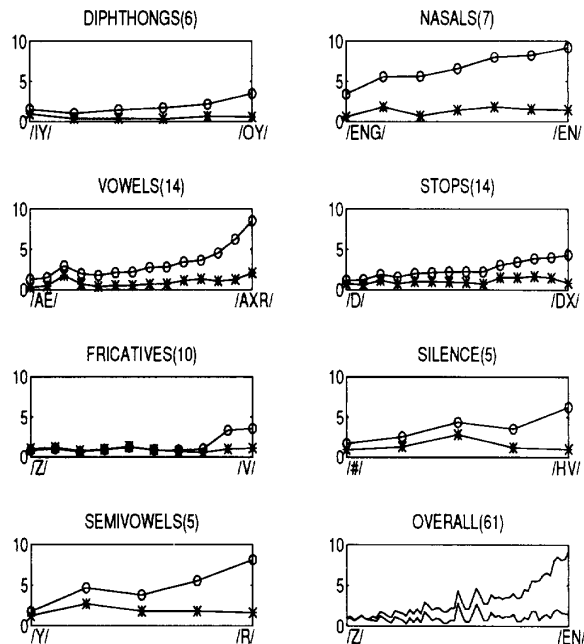 DIPHTHONGS(6)
10
5
0
/IY/
/OY/
NASALS(7)
10
5
0
/ENG/
/EN/
VOWELS(14)
10
5
0
/AE/
/AXR/
STOPS(14)
10
5
0
/D/
/DX/
FRICATIVES(10)
10
5
0
/Z/
/V/
SILENCE(5)
10
5
0
/#/
/HV/
SEMIVOWELS(5)
10
5
0
/Y/
/R/
OVERALL(61)
10
5
0
/Z/
/EN/